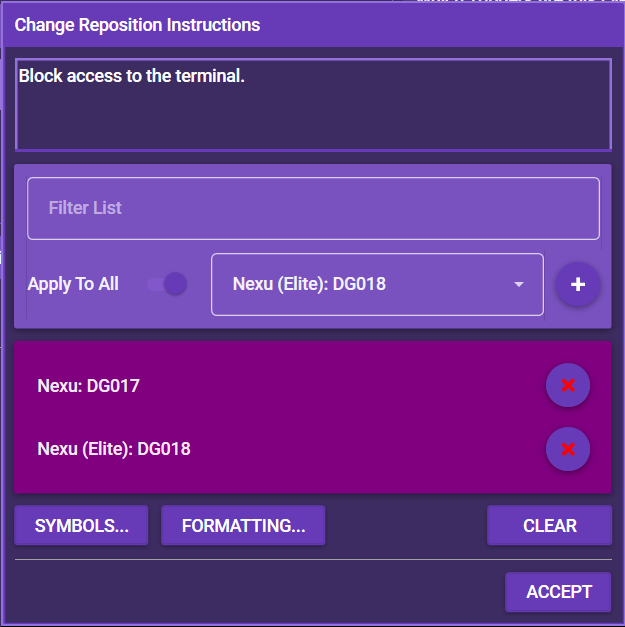 Change Reposition Instructions
Block access to the terminal.
Filter List
Apply To All
Nexu (Elite): DG018
+
Nexu: DG017
Nexu (Elite): DG018
SYMBOLS...
FORMATTING...
CLEAR
ACCEPT